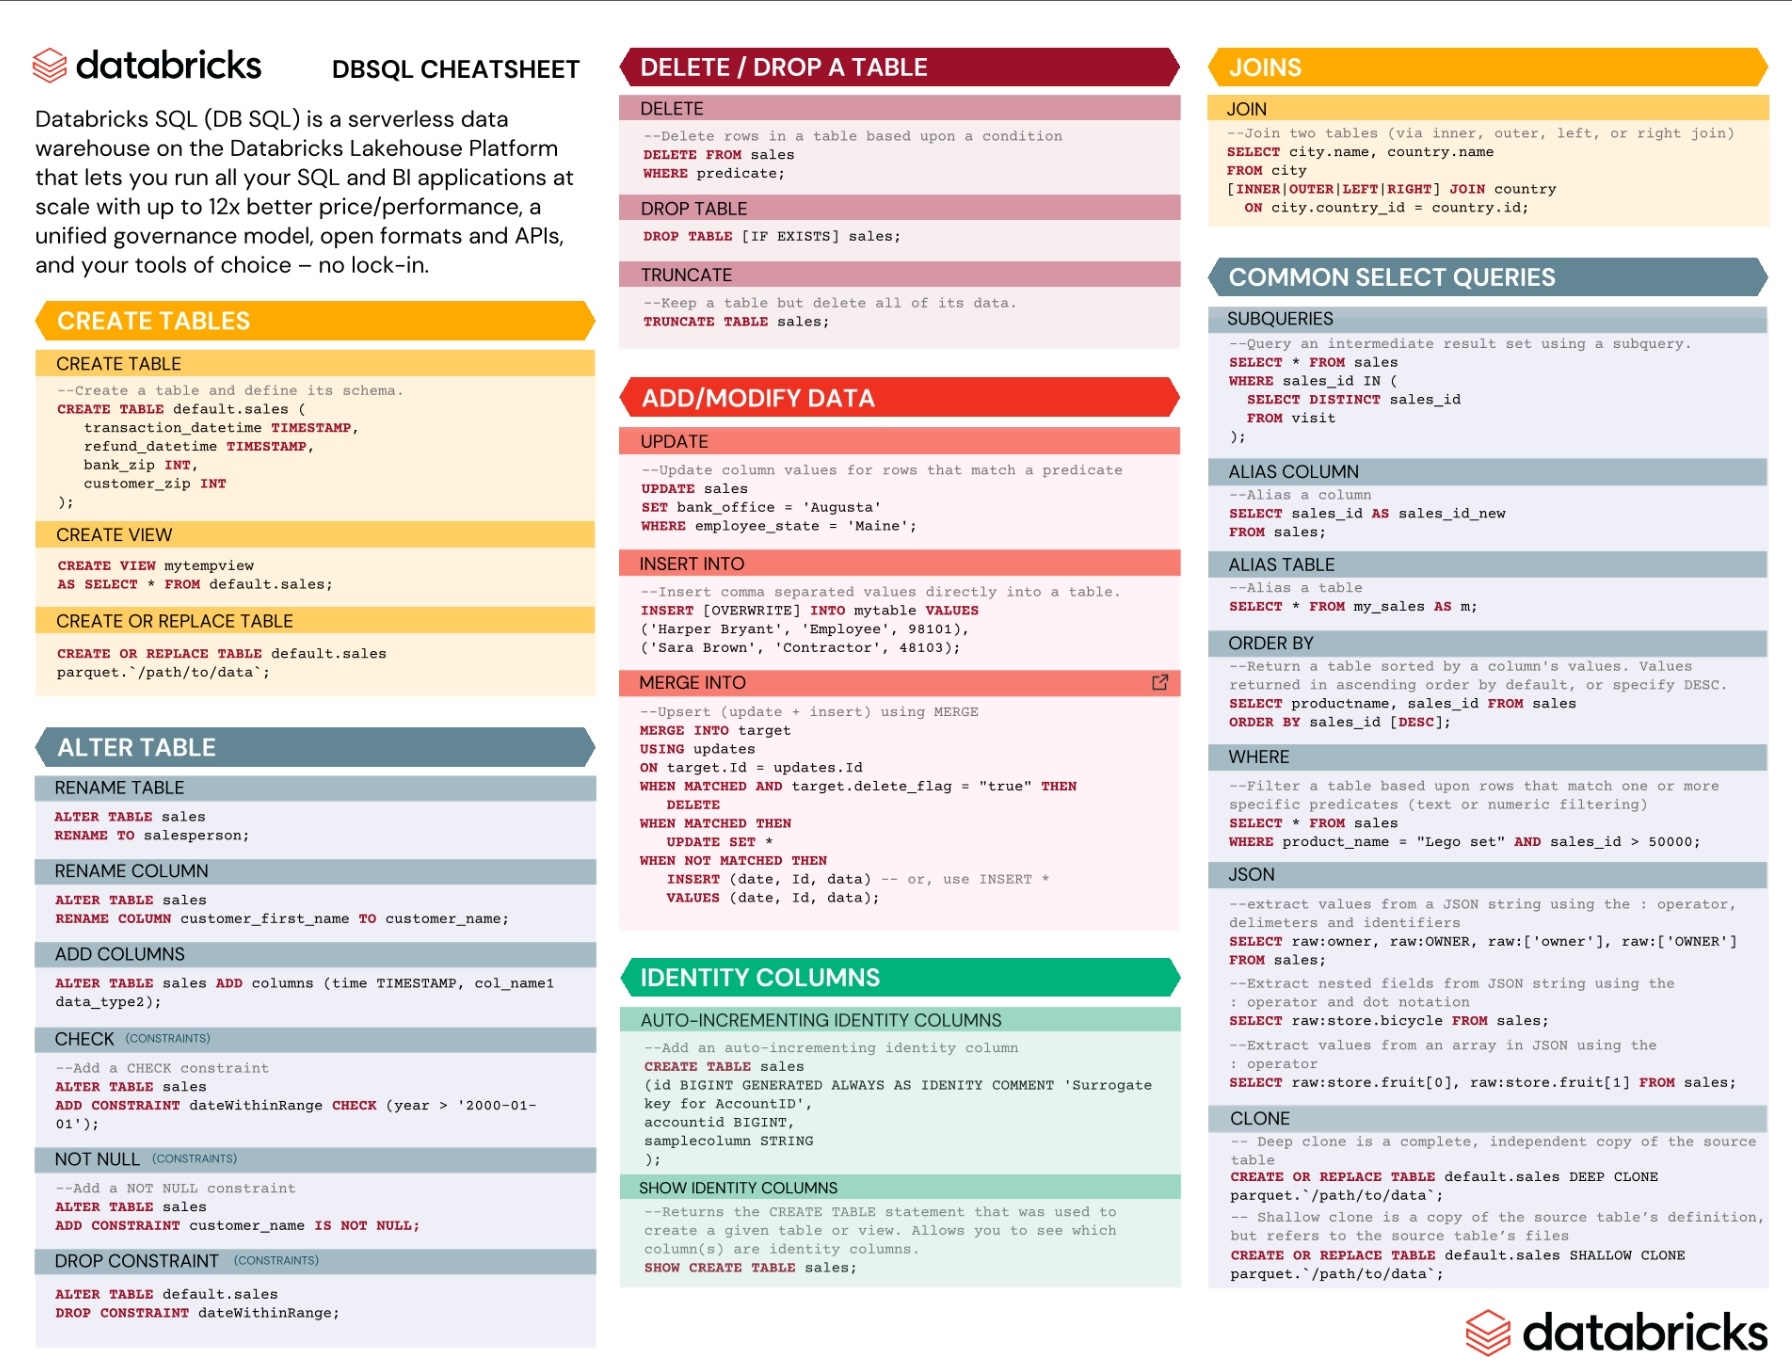 databricks
DBSQL CHEATSHEET
Databricks SQL (DB SQL) is a serverless data
warehouse on the Databricks Lakehouse Platform
that lets you run all your SQL and BI applications at
scale with up to 12x better price/performance, a
unified governance model, open formats and APIs,
and your tools of choice – no lock-in.
CREATE TABLES
CREATE TABLE
--Create a table and define its schema.
CREATE TABLE default.sales (
transaction_datetime TIMESTAMP,
refund_datetime TIMESTAMP,
bank_zip INT,
customer_zip INT
);
CREATE VIEW
CREATE VIEW mytempview
AS SELECT * FROM default.sales;
CREATE OR REPLACE TABLE
CREATE OR REPLACE TABLE default.sales
parquet.`/path/to/data`;
ALTER TABLE
RENAME TABLE
ALTER TABLE sales
RENAME TO salesperson;
RENAME COLUMN
ALTER TABLE sales
RENAME COLUMN customer_first_name TO customer_name;
ADD COLUMNS
ALTER TABLE sales ADD columns (time TIMESTAMP, col_name1
data_type2);
CHECK (CONSTRAINTS)
--Add a CHECK constraint
ALTER TABLE sales
ADD CONSTRAINT dateWithinRange CHECK (year > '2000-01-
01');
NOT NULL (CONSTRAINTS)
--Add a NOT NULL constraint
ALTER TABLE sales
ADD CONSTRAINT customer_name IS NOT NULL;
DROP CONSTRAINT (CONSTRAINTS)
ALTER TABLE default.sales
DROP CONSTRAINT dateWithinRange;
DELETE / DROP A TABLE
DELETE
--Delete rows in a table based upon a condition
DELETE FROM sales
WHERE predicate;
DROP TABLE
DROP TABLE [IF EXISTS] sales;
TRUNCATE
--Keep a table but delete all of its data.
TRUNCATE TABLE sales;
ADD/MODIFY DATA
UPDATE
--Update column values for rows that match a predicate
UPDATE sales
SET bank_office = 'Augusta'
WHERE employee_state = 'Maine';
INSERT INTO
--Insert comma separated values directly into a table.
INSERT [OVERWRITE] INTO mytable VALUES
('Harper Bryant', 'Employee', 98101),
('Sara Brown', 'Contractor', 48103);
MERGE INTO
--Upsert (update + insert) using MERGE
MERGE INTO target
USING updates
ON target.Id = updates.Id
WHEN MATCHED AND target.delete_flag = "true" THEN
DELETE
WHEN MATCHED THEN
UPDATE SET *
WHEN NOT MATCHED THEN
INSERT (date, Id, data) -- or, use INSERT *
VALUES (date, Id, data);
IDENTITY COLUMNS
AUTO-INCREMENTING IDENTITY COLUMNS
--Add an auto-incrementing identity column
CREATE TABLE sales
(id BIGINT GENERATED ALWAYS AS IDENITY COMMENT 'Surrogate
key for AccountID',
accountid BIGINT,
samplecolumn STRING
);
SHOW IDENTITY COLUMNS
--Returns the CREATE TABLE statement that was used to
create a given table or view. Allows you to see which
column(s) are identity columns.
SHOW CREATE TABLE sales;
JOINS
JOIN
--Join two tables (via inner, outer, left, or right join)
SELECT city.name, country.name
FROM city
[INNER|OUTER|LEFT|RIGHT] JOIN country
ON city.country_id = country.id;
COMMON SELECT QUERIES
SUBQUERIES
--Query an intermediate result set using a subquery.
SELECT * FROM sales
WHERE sales_id IN (
SELECT DISTINCT sales_id
FROM visit
);
ALIAS COLUMN
--Alias a column
SELECT sales_id AS sales_id_new
FROM sales;
ALIAS TABLE
--Alias a table
SELECT * FROM my_sales AS m;
ORDER BY
--Return a table sorted by a column's values. Values
returned in ascending order by default, or specify DESC.
SELECT productname, sales_id FROM sales
ORDER BY sales_id [DESC];
WHERE
--Filter a table based upon rows that match one or more
specific predicates (text or numeric filtering)
SELECT * FROM sales
WHERE product_name = "Lego set" AND sales_id > 50000;
JSON
--extract values from a JSON string using the : operator,
delimeters and identifiers
SELECT raw:owner, raw:OWNER, raw:['owner'], raw:['OWNER']
FROM sales;
--Extract nested fields from JSON string using the
: operator and dot notation
SELECT raw:store.bicycle FROM sales;
--Extract values from an array in JSON using the
: operator
SELECT raw:store.fruit[0], raw:store.fruit[1] FROM sales;
CLONE
-- Deep clone is a complete, independent copy of the source
table
CREATE OR REPLACE TABLE default.sales DEEP CLONE
parquet.`/path/to/data`;
-- Shallow clone is a copy of the source table’s definition,
but refers to the source table’s files
CREATE OR REPLACE TABLE default.sales SHALLOW CLONE
parquet.`/path/to/data`;
databricks